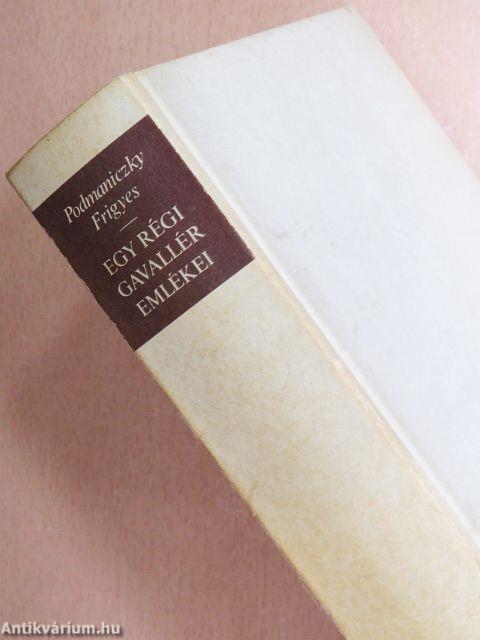 Podmaniczky
Frigyes
EGY RÉGI
GAVALLÉR
EMLÉKEI
Antikvárium.hu